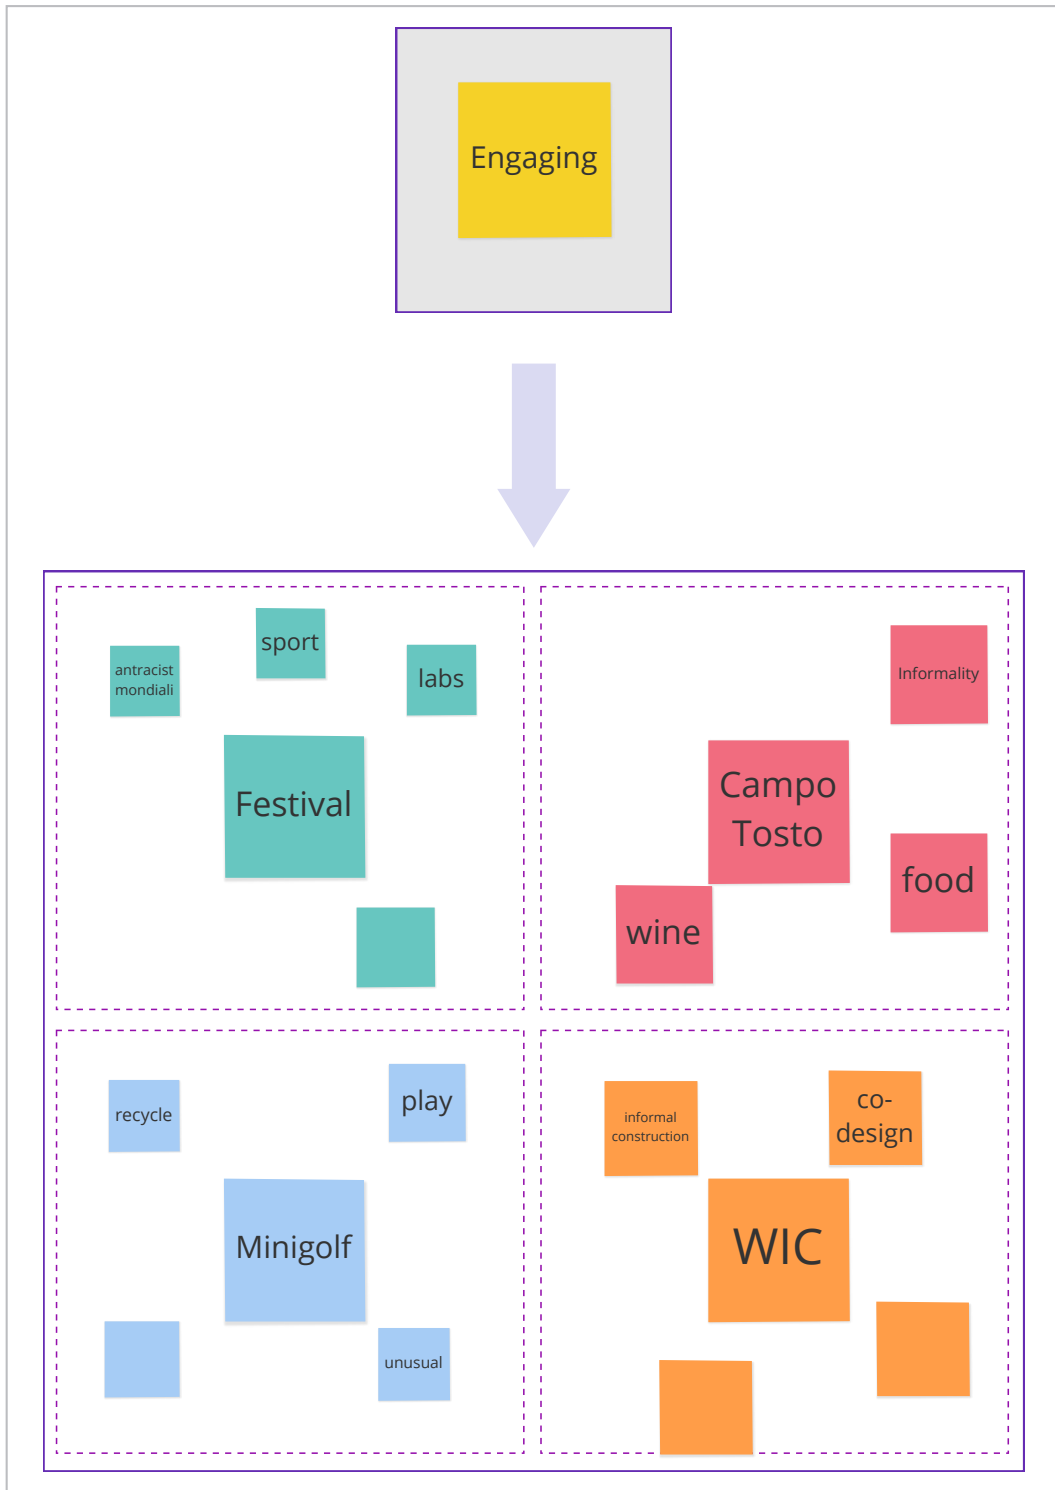 Engaging
sport
antracist
mondiali
labs
Festival
Informality
Campo
Tosto
food
wine
recycle
play
Minigolf
unusual
informal
construction
co-
design
WIC